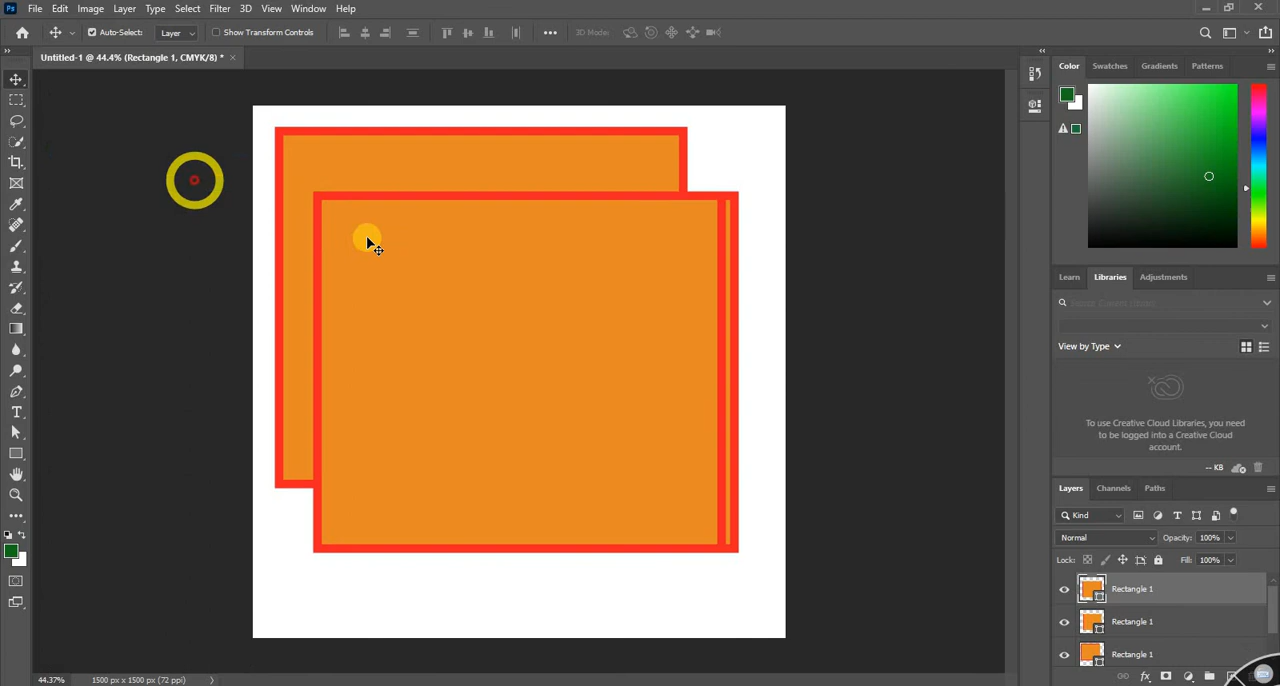 Ps File Edit Image Layer Type Select Filter 3D View Window Help
Auto-Select: Layer Show Transform Controls 3D Mode:
Untitled-1 @ 44.4% (Rectangle 1, CMYK/8) *
Color Swatches Gradients Patterns
Learn Libraries Adjustments
View by Type
To use Creative Cloud Libraries, you need
to be logged into a Creative Cloud
account.
-- KB
Layers Channels Paths
Kind
Normal Opacity: 100%
Lock: Fill: 100%
Rectangle 1
Rectangle 1
Rectangle 1
44.37% 1500 px x 1500 px (72 ppi)